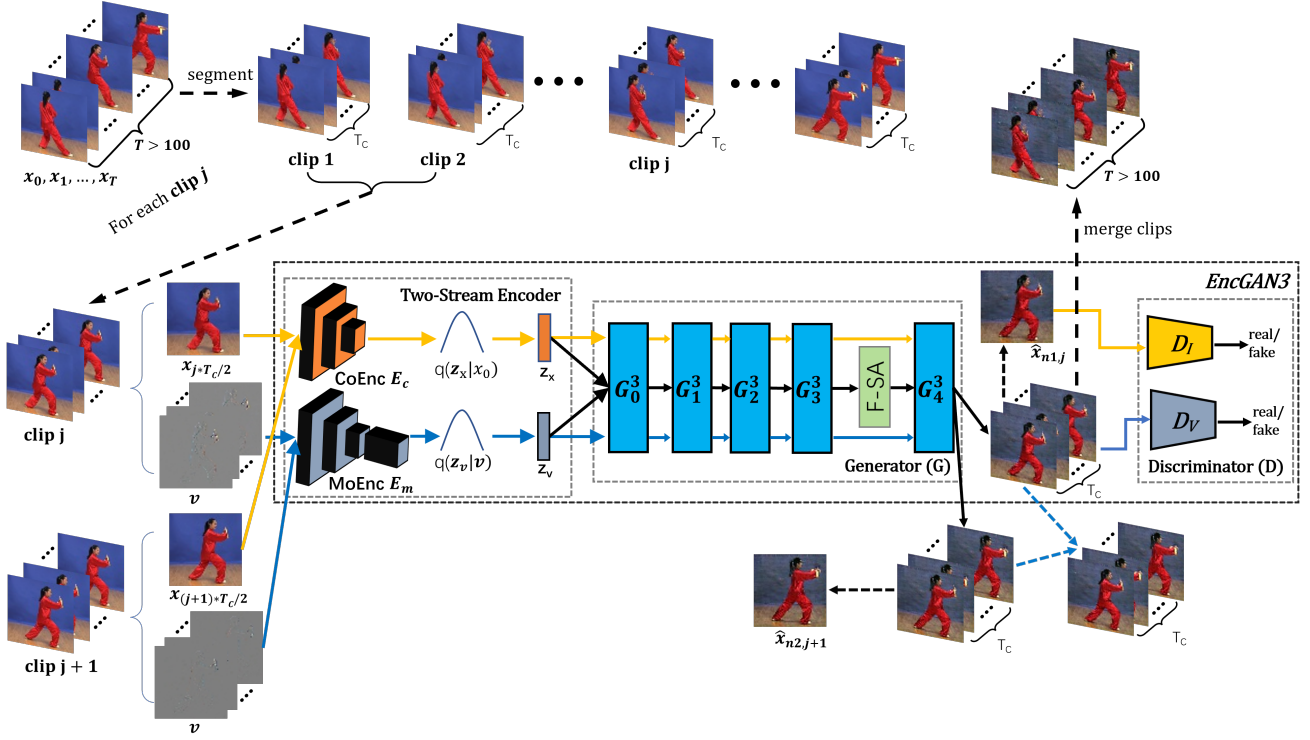 segment
T > 100
x₀, x₁, ..., x_T
T_C
clip 1
T_C
clip 2
T_C
clip j
T_C
T > 100
For each clip j
merge clips
EncGAN3
Two-Stream Encoder
x_{j*T_c/2}
clip j
v
CoEnc E_c
q(z_x|x_0)
z_x
MoEnc E_m
q(z_v|v)
z_v
G_0^3
G_1^3
G_2^3
G_3^3
F-SA
G_4^3
Generator (G)
x̂_{n1,j}
T_C
D_I
real/
fake
D_V
real/
fake
Discriminator (D)
x_{(j+1)*T_c/2}
clip j + 1
v
x̂_{n2,j+1}
T_C
T_C